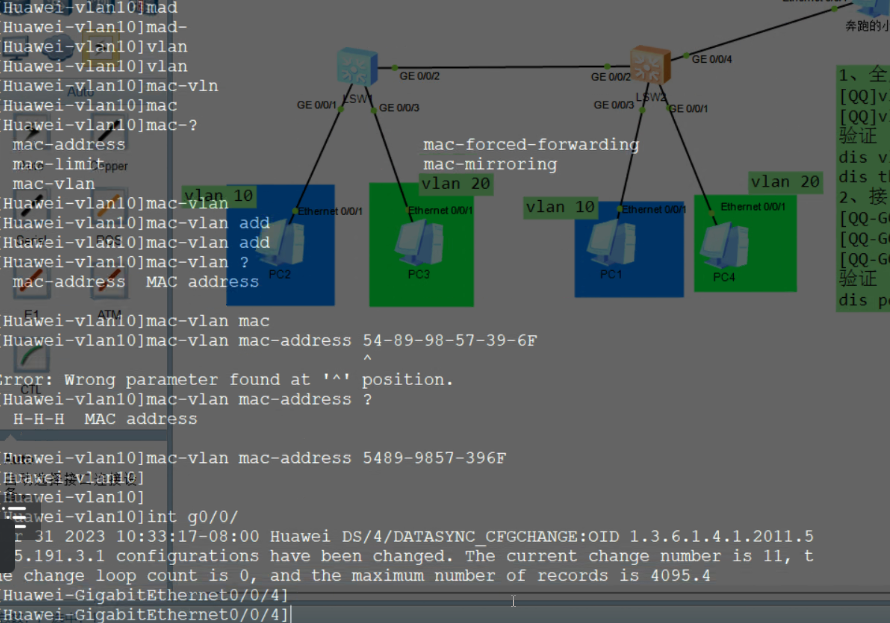 [Huawei-vlan10]mad
[Huawei-vlan10]mad-
[Huawei-vlan10]vlan
[Huawei-vlan10]vlan
[Huawei-vlan10]mac-vln
[Huawei-vlan10]mac
[Huawei-vlan10]mac-?
mac-address mac-forced-forwarding
mac-limit mac-mirroring
mac-vlan
[Huawei-vlan10]mac-vlan
[Huawei-vlan10]mac-vlan add
[Huawei-vlan10]mac-vlan add
[Huawei-vlan10]mac-vlan ?
mac-address MAC address
[Huawei-vlan10]mac-vlan mac
[Huawei-vlan10]mac-vlan mac-address 54-89-98-57-39-6F
^
Error: Wrong parameter found at '^' position.
[Huawei-vlan10]mac-vlan mac-address ?
H-H-H MAC address
[Huawei-vlan10]mac-vlan mac-address 5489-9857-396F
[Huawei-vlan10]
[Huawei-vlan10]
[Huawei-vlan10]int g0/0/
31 2023 10:33:17-08:00 Huawei DS/4/DATASYNC_CFGCHANGE:OID 1.3.6.1.4.1.2011.5
5.191.3.1 configurations have been changed. The current change number is 11, t
e change loop count is 0, and the maximum number of records is 4095.4
[Huawei-GigabitEthernet0/0/4]
[Huawei-GigabitEthernet0/0/4]
奔跑的小
GE 0/0/4
GE 0/0/2
GE 0/0/2
LSW1
LSW2
GE 0/0/1
GE 0/0/3
GE 0/0/3
GE 0/0/1
vlan 10
vlan 20
vlan 10
vlan 20
Ethernet 0/0/1
Ethernet 0/0/1
Ethernet 0/0/1
Ethernet 0/0/1
PC2
PC3
PC1
PC4
1、全
[QQ]v
[QQ]v
验证
dis v
dis th
2、接
[QQ-G
[QQ-G
[QQ-G
验证
dis p
Auto
E1
ATM
CTL